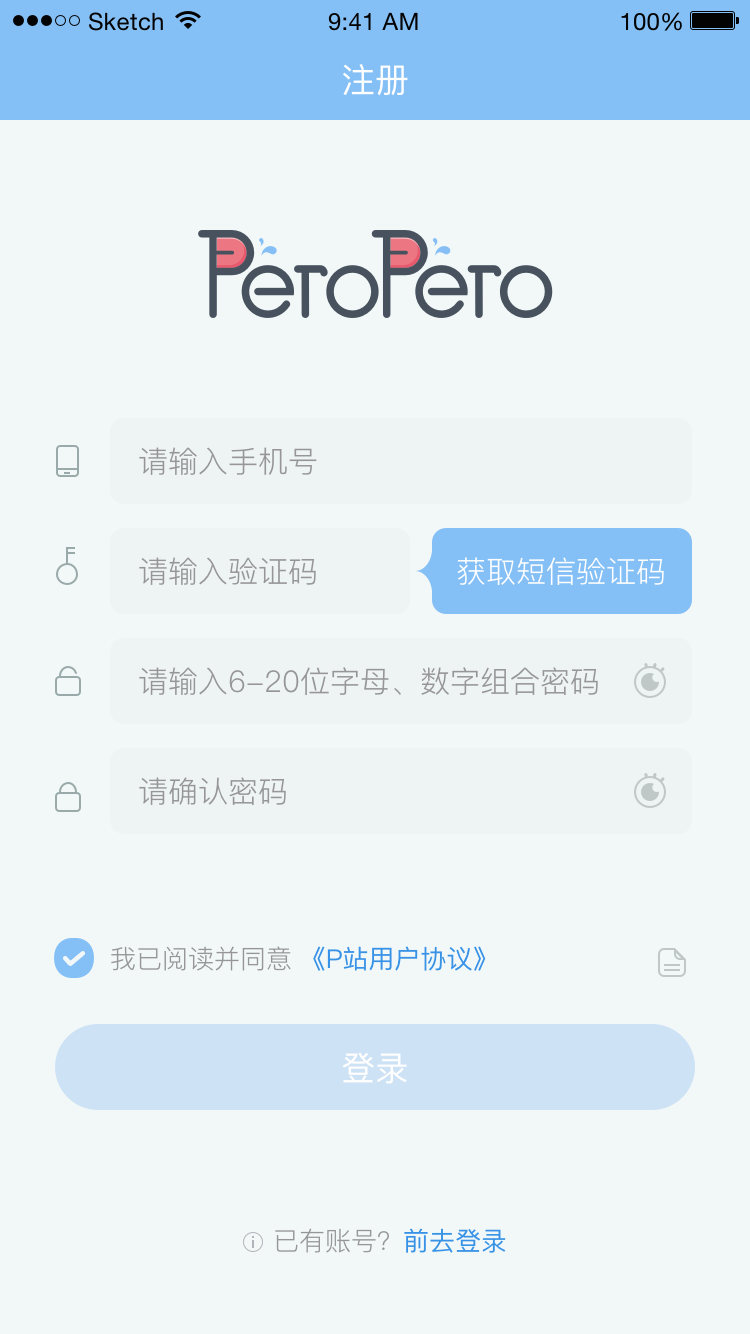 Sketch 9:41 AM 100%
注册
PeroPero
请输入手机号
请输入验证码 获取短信验证码
请输入6-20位字母、数字组合密码
请确认密码
我已阅读并同意 《P站用户协议》
登录
已有账号？前去登录